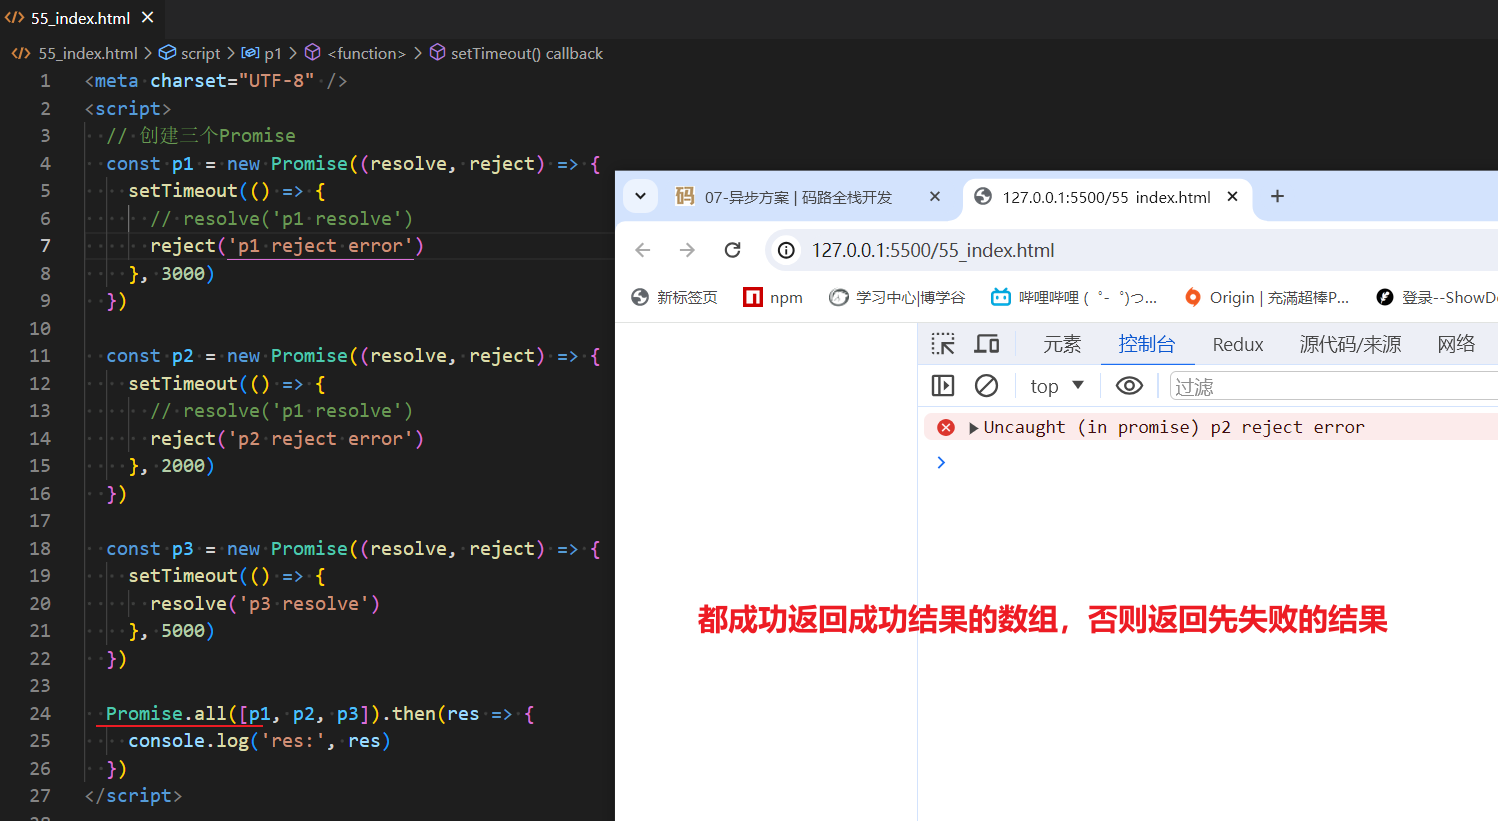 55_index.html
55_index.html > script > p1 > <function> > setTimeout() callback
1 <meta charset="UTF-8" />
2 <script>
3 // 创建三个Promise
4 const p1 = new Promise((resolve, reject) => {
5 setTimeout(() => {
6 // resolve('p1 resolve')
7 reject('p1 reject error')
8 }, 3000)
9 })
10
11 const p2 = new Promise((resolve, reject) => {
12 setTimeout(() => {
13 // resolve('p1 resolve')
14 reject('p2 reject error')
15 }, 2000)
16 })
17
18 const p3 = new Promise((resolve, reject) => {
19 setTimeout(() => {
20 resolve('p3 resolve')
21 }, 5000)
22 })
23
24 Promise.all([p1, p2, p3]).then(res => {
25 console.log('res:', res)
26 })
27 </script>
码 07-异步方案 | 码路全栈开发 127.0.0.1:5500/55_index.html
127.0.0.1:5500/55_index.html
新标签页 npm 学习中心|博学谷 哔哩哔哩 (゜-゜)つ... Origin | 充滿超棒P... 登录--ShowDo
元素 控制台 Redux 源代码/来源 网络
top 过滤
Uncaught (in promise) p2 reject error
都成功返回成功结果的数组，否则返回先失败的结果